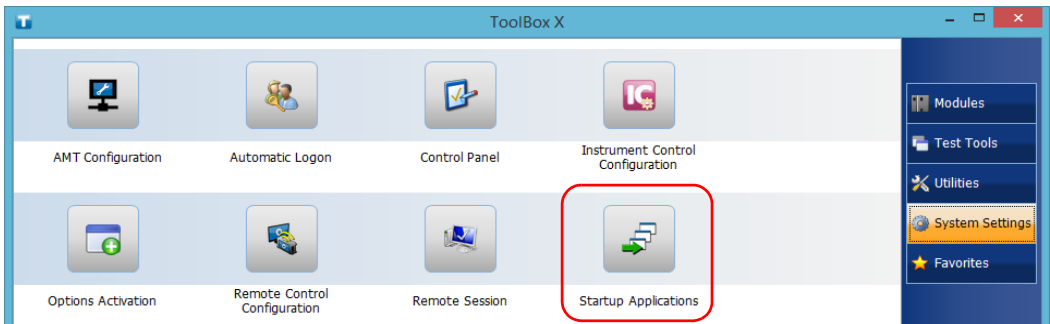 ToolBox X
AMT Configuration
Automatic Logon
Control Panel
Instrument Control
Configuration
Options Activation
Remote Control
Configuration
Remote Session
Startup Applications
Modules
Test Tools
Utilities
System Settings
Favorites